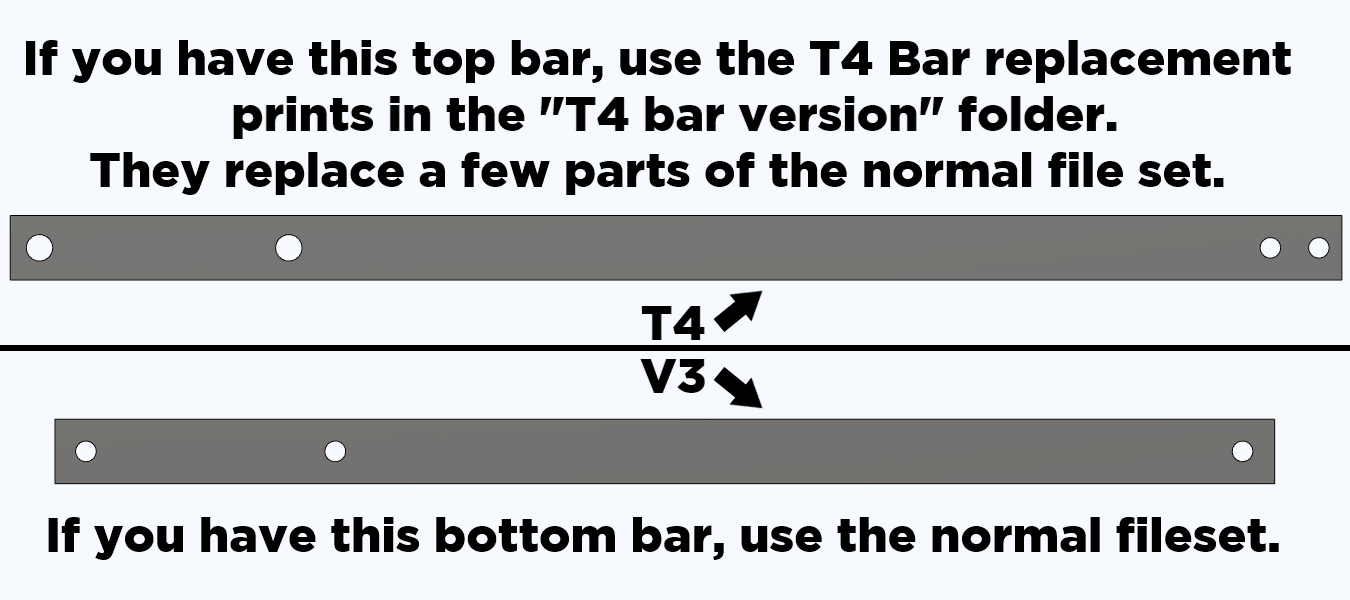 If you have this top bar, use the T4 Bar replacement
prints in the "T4 bar version" folder.
They replace a few parts of the normal file set.
T4
V3
If you have this bottom bar, use the normal fileset.